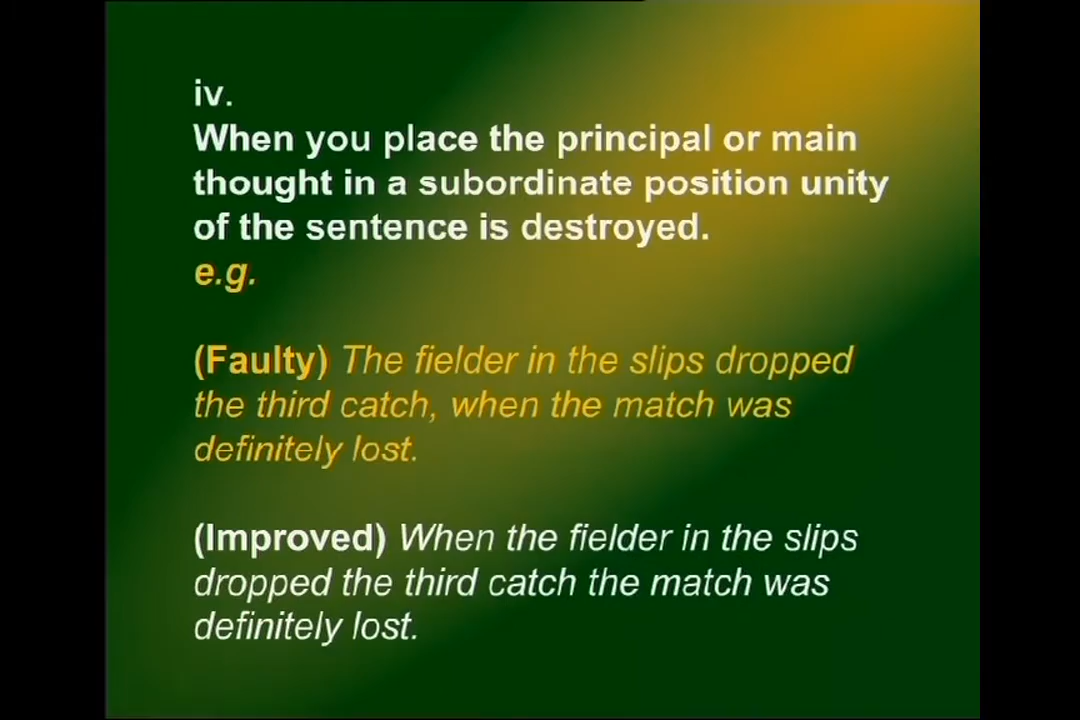 iv.
When you place the principal or main
thought in a subordinate position unity
of the sentence is destroyed.
e.g.
(Faulty) The fielder in the slips dropped
the third catch, when the match was
definitely lost.
(Improved) When the fielder in the slips
dropped the third catch the match was
definitely lost.